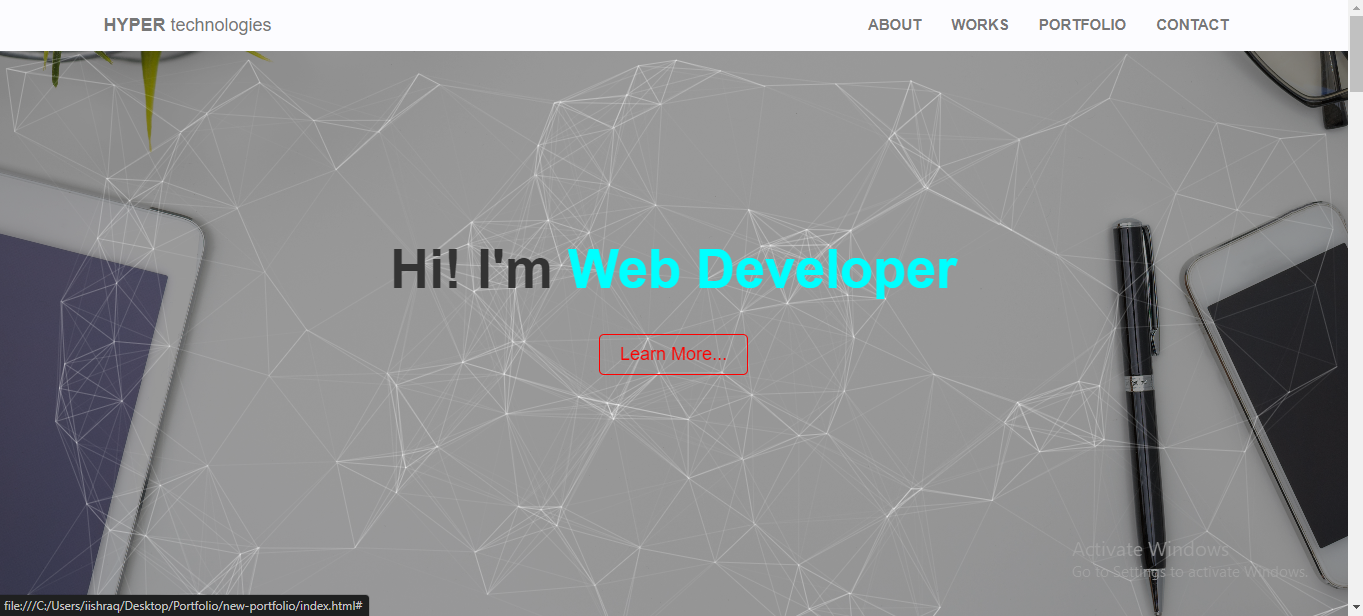 HYPER technologies
ABOUT WORKS PORTFOLIO CONTACT
Hi! I'm Web Developer
Learn More...
Activate Windows
Go to Settings to activate Windows.
file:///C:/Users/iishraq/Desktop/Portfolio/new-portfolio/index.html#